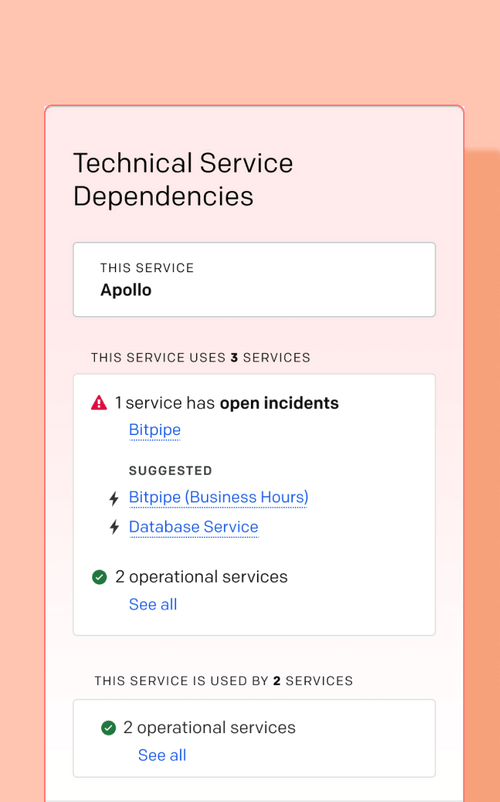 Technical Service
Dependencies
THIS SERVICE
Apollo
THIS SERVICE USES 3 SERVICES
1 service has open incidents
Bitpipe
SUGGESTED
Bitpipe (Business Hours)
Database Service
2 operational services
See all
THIS SERVICE IS USED BY 2 SERVICES
2 operational services
See all